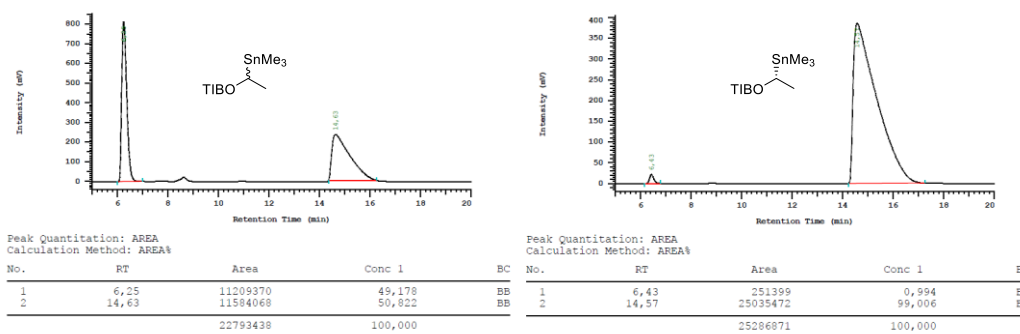 800
700
600
500
400
300
200
100
0
Intensity (mV)
SnMe3
TIBO
14,63
6 8 10 12 14 16 18 20
Retention Time (min)
Peak Quantitation: AREA
Calculation Method: AREA%
No. RT Area Conc 1 BC
1 6,25 11209370 49,178 BB
2 14,63 11584068 50,822 BB
22793438 100,000
400
350
300
250
200
150
100
50
0
Intensity (mV)
SnMe3
TIBO
6,43
6 8 10 12 14 16 18 20
Retention Time (min)
Peak Quantitation: AREA
Calculation Method: AREA%
No. RT Area Conc 1
1 6,43 251399 0,994
2 14,57 25035472 99,006
25286871 100,000